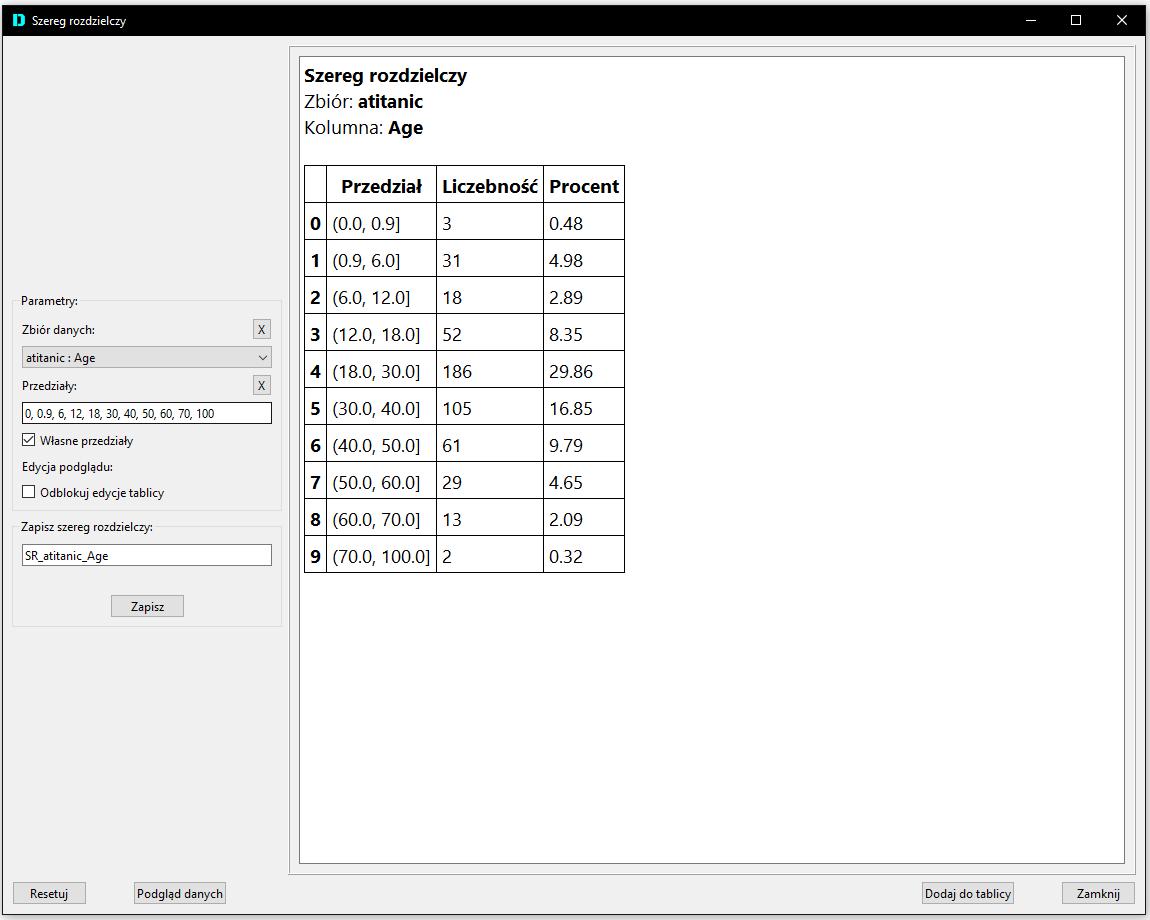 D Szereg rozdzielczy
Parametry:
Zbiór danych:
X
atitanic : Age
Przedziały:
X
0, 0.9, 6, 12, 18, 30, 40, 50, 60, 70, 100
Własne przedziały
Edycja podglądu:
Odblokuj edycje tablicy
Zapisz szereg rozdzielczy:
SR_atitanic_Age
Zapisz
Szereg rozdzielczy
Zbiór: atitanic
Kolumna: Age
Przedział Liczebność Procent
0 (0.0, 0.9] 3 0.48
1 (0.9, 6.0] 31 4.98
2 (6.0, 12.0] 18 2.89
3 (12.0, 18.0] 52 8.35
4 (18.0, 30.0] 186 29.86
5 (30.0, 40.0] 105 16.85
6 (40.0, 50.0] 61 9.79
7 (50.0, 60.0] 29 4.65
8 (60.0, 70.0] 13 2.09
9 (70.0, 100.0] 2 0.32
Resetuj
Podgląd danych
Dodaj do tablicy
Zamknij